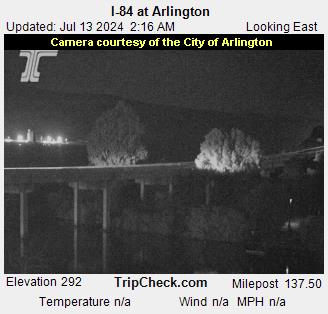 I-84 at Arlington
Updated: Jul 13 2024 2:16 AM Looking East
Camera courtesy of the City of Arlington
Elevation 292 TripCheck.com Milepost 137.50
Temperature n/a Wind n/a MPH n/a